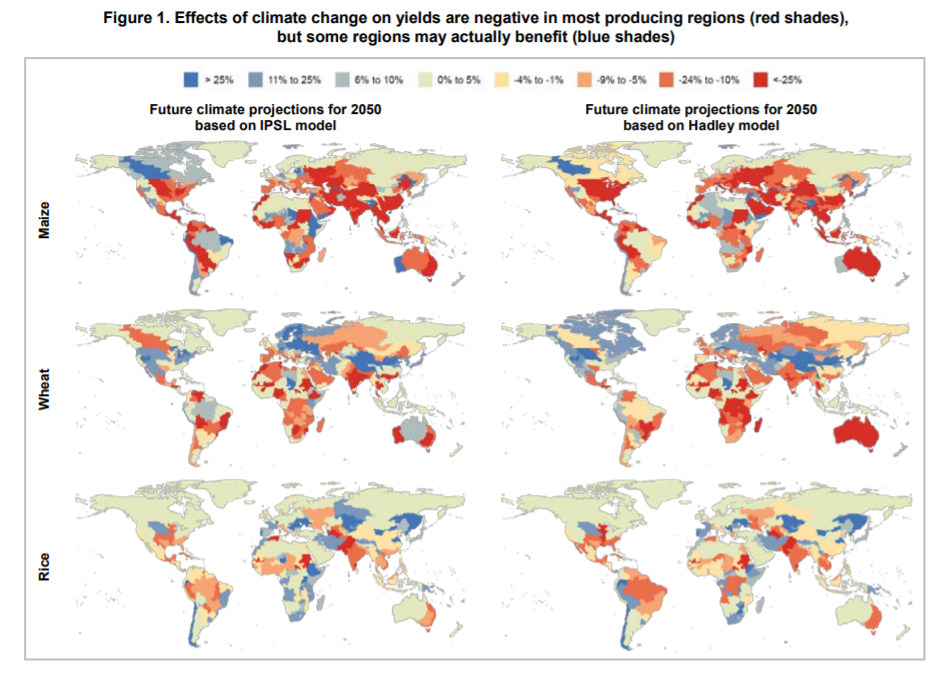 Figure 1. Effects of climate change on yields are negative in most producing regions (red shades),
but some regions may actually benefit (blue shades)
> 25% 11% to 25% 6% to 10% 0% to 5% -4% to -1% -9% to -5% -24% to -10% <-25%
Future climate projections for 2050
based on IPSL model
Future climate projections for 2050
based on Hadley model
Maize
Wheat
Rice